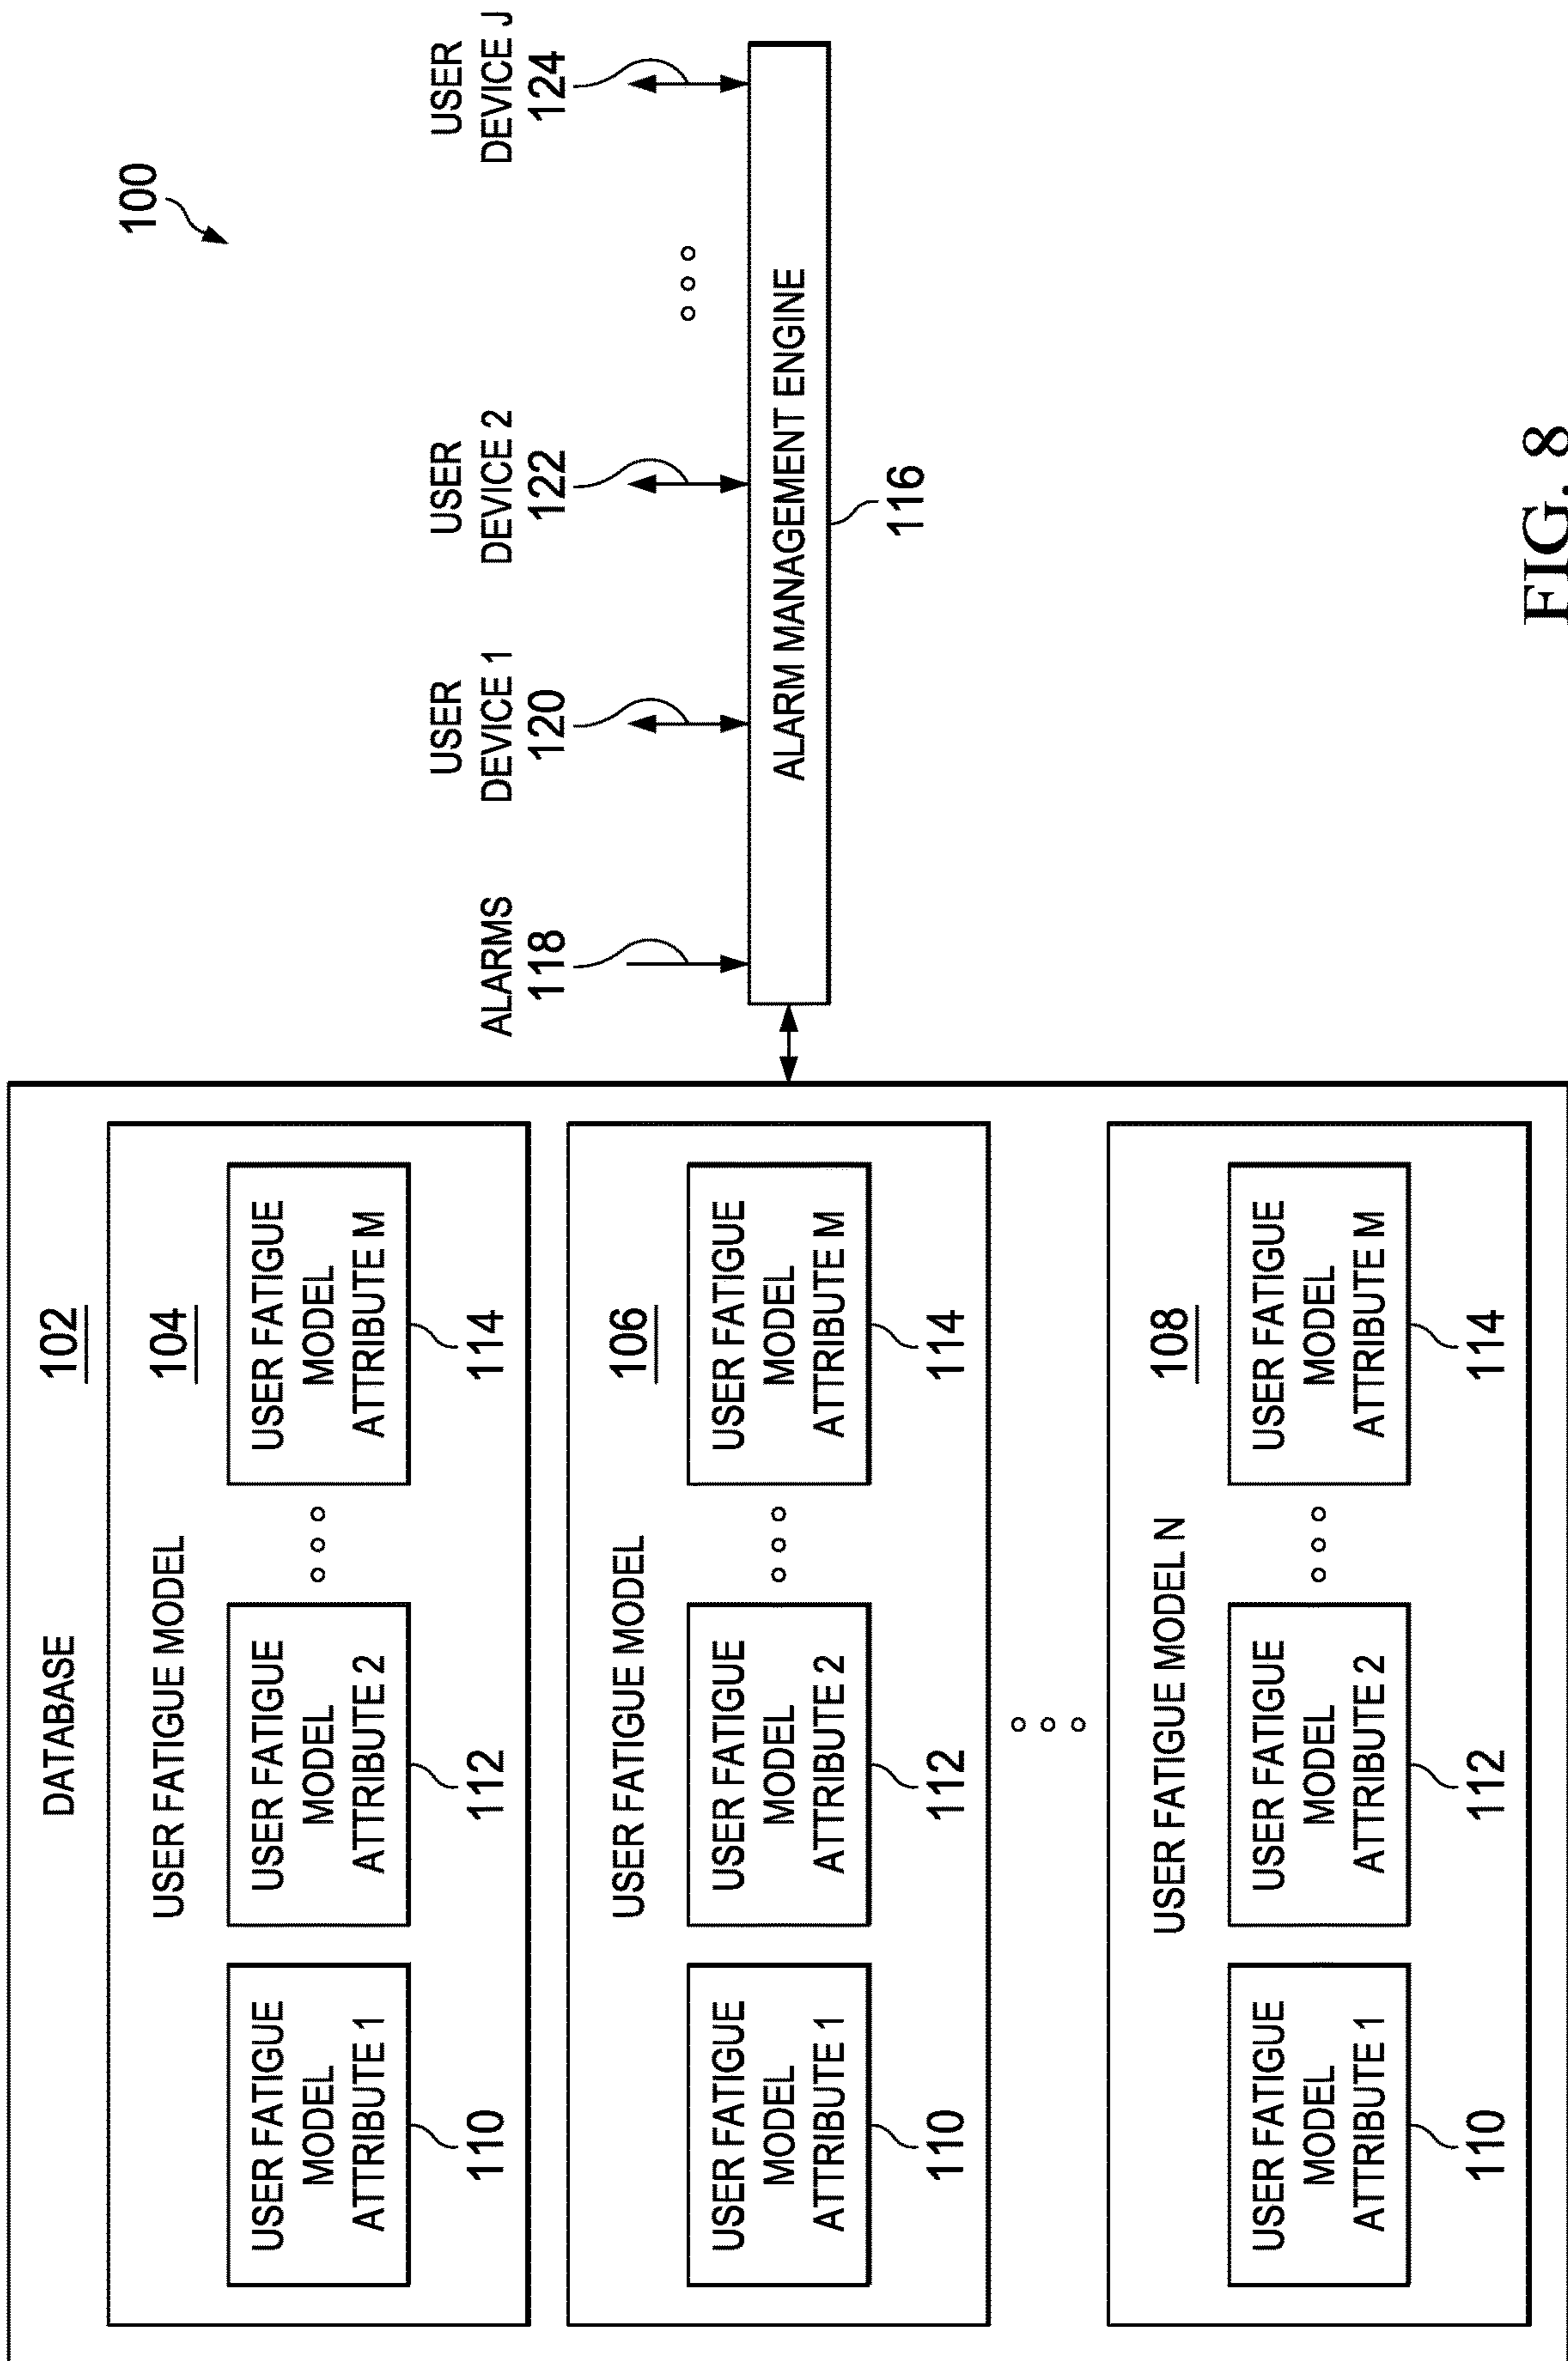 DATABASE
102
USER FATIGUE MODEL
104
USER FATIGUE
MODEL
ATTRIBUTE 1
110
USER FATIGUE
MODEL
ATTRIBUTE 2
112
USER FATIGUE
MODEL
ATTRIBUTE M
114
USER FATIGUE MODEL
106
USER FATIGUE
MODEL
ATTRIBUTE 1
110
USER FATIGUE
MODEL
ATTRIBUTE 2
112
USER FATIGUE
MODEL
ATTRIBUTE M
114
USER FATIGUE MODEL N
108
USER FATIGUE
MODEL
ATTRIBUTE 1
110
USER FATIGUE
MODEL
ATTRIBUTE 2
112
USER FATIGUE
MODEL
ATTRIBUTE M
114
100
ALARMS
118
USER
DEVICE 1
120
USER
DEVICE 2
122
USER
DEVICE J
124
ALARM MANAGEMENT ENGINE
116
FIG. 8